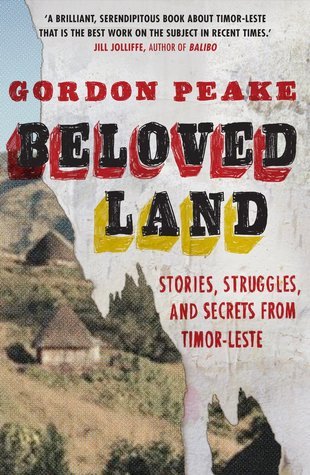 ‘A BRILLIANT, SERENDIPITOUS BOOK ABOUT TIMOR-LESTE
THAT IS THE BEST WORK ON THE SUBJECT IN RECENT TIMES.’
JILL JOLLIFFE, AUTHOR OF BALIBO
GORDON PEAKE
BELOVED
LAND
STORIES, STRUGGLES,
AND SECRETS FROM
TIMOR-LESTE